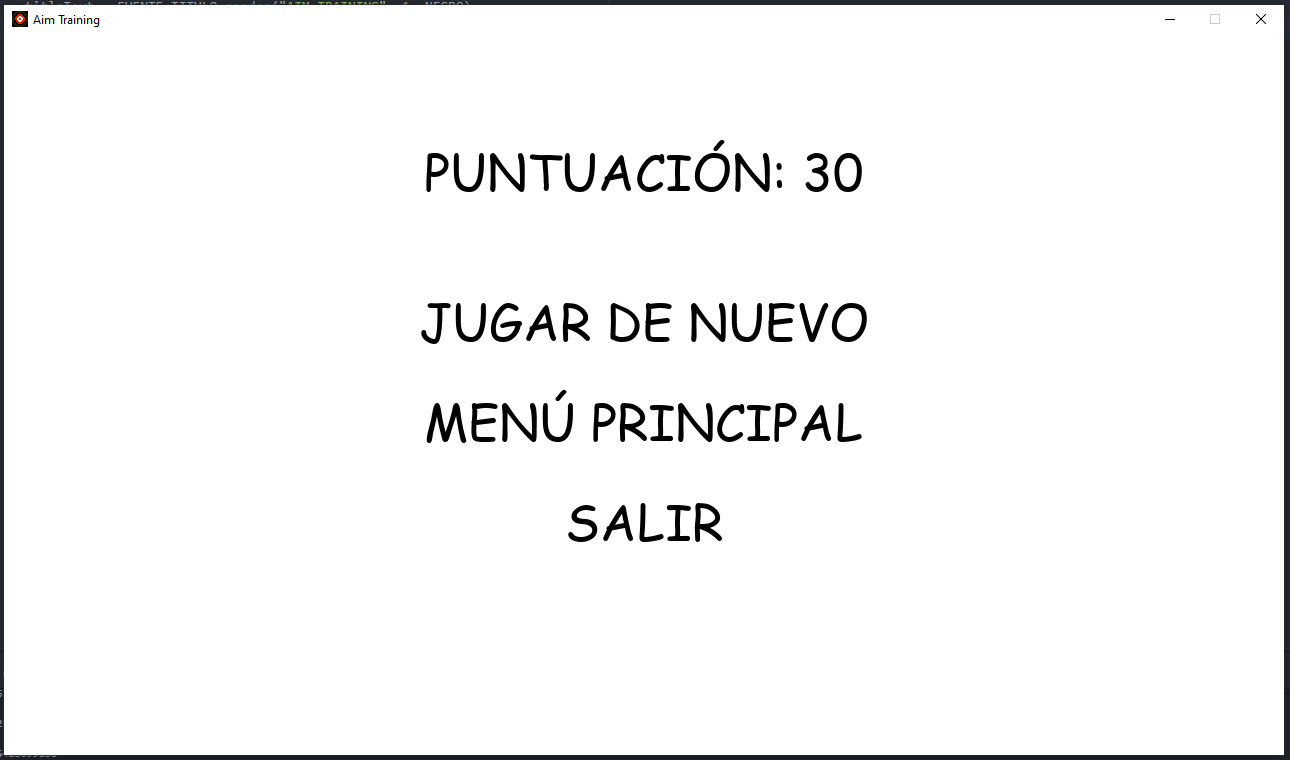 Aim Training
PUNTUACIÓN: 30
JUGAR DE NUEVO
MENÚ PRINCIPAL
SALIR